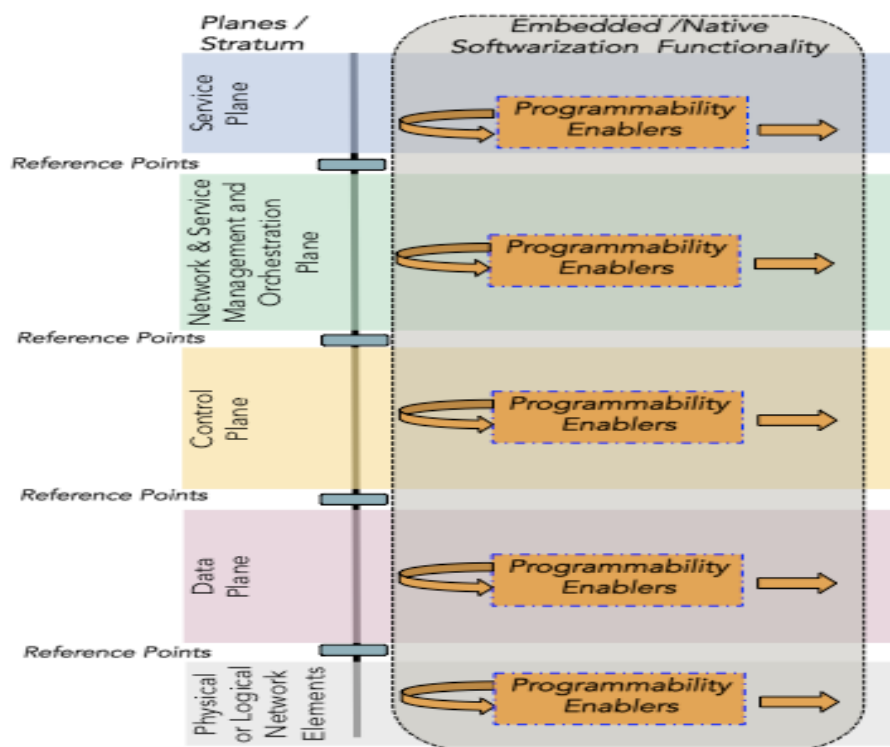 Planes /
Stratum
Embedded /Native
Softwarization Functionality
Service
Plane
Programmability
Enablers
Reference Points
Network & Service
Management and
Orchestration
Plane
Programmability
Enablers
Reference Points
Control
Plane
Programmability
Enablers
Reference Points
Data
Plane
Programmability
Enablers
Reference Points
Physical
or Logical
Network
Elements
Programmability
Enablers